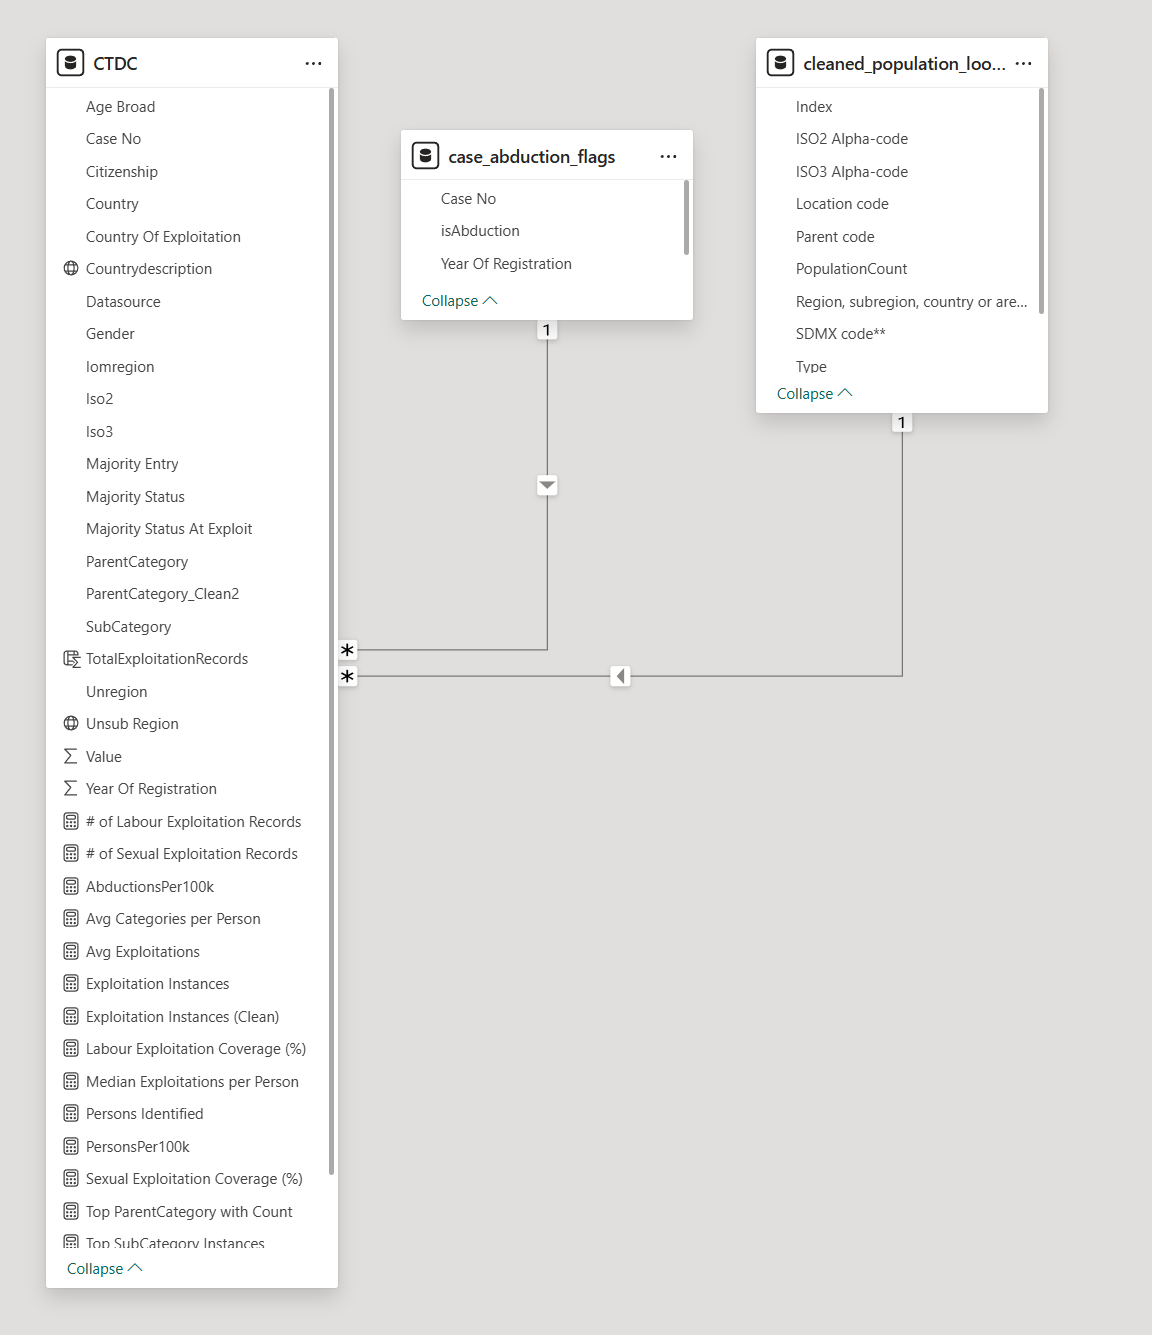 CTDC
Age Broad
Case No
Citizenship
Country
Country Of Exploitation
Countrydescription
Datasource
Gender
Iomregion
Iso2
Iso3
Majority Entry
Majority Status
Majority Status At Exploit
ParentCategory
ParentCategory_Clean2
SubCategory
TotalExploitationRecords
Unregion
Unsub Region
Value
Year Of Registration
# of Labour Exploitation Records
# of Sexual Exploitation Records
AbductionsPer100k
Avg Categories per Person
Avg Exploitations
Exploitation Instances
Exploitation Instances (Clean)
Labour Exploitation Coverage (%)
Median Exploitations per Person
Persons Identified
PersonsPer100k
Sexual Exploitation Coverage (%)
Top ParentCategory with Count
Top SubCategory Instances
Collapse
case_abduction_flags
Case No
isAbduction
Year Of Registration
Collapse
1
*
*
cleaned_population_loo...
Index
ISO2 Alpha-code
ISO3 Alpha-code
Location code
Parent code
PopulationCount
Region, subregion, country or are...
SDMX code**
Type
Collapse
1